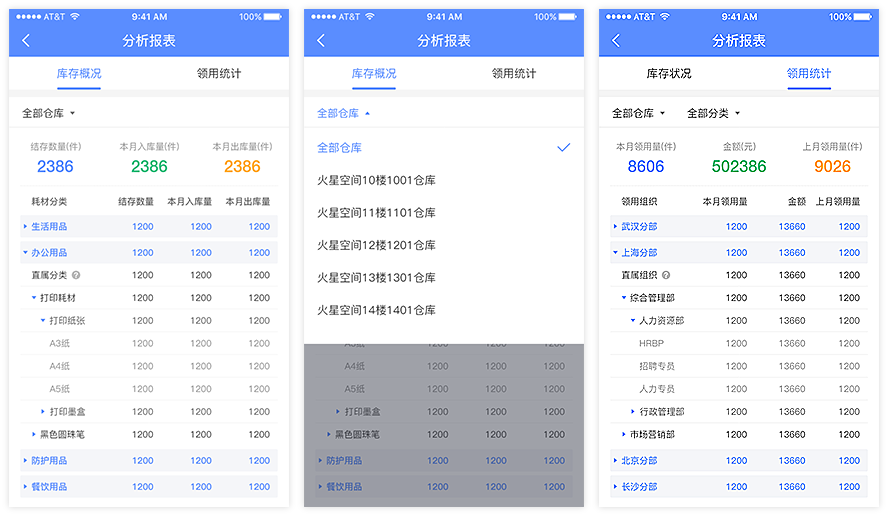 AT&T 9:41 AM 100%
分析报表
库存概况 领用统计
全部仓库
结存数量(件) 本月入库量(件) 本月出库量(件)
2386 2386 2386
耗材分类 结存数量 本月入库量 本月出库量
生活用品 1200 1200 1200
办公用品 1200 1200 1200
直属分类 ? 1200 1200 1200
打印耗材 1200 1200 1200
打印纸张 1200 1200 1200
A3纸 1200 1200 1200
A4纸 1200 1200 1200
A5纸 1200 1200 1200
打印墨盒 1200 1200 1200
黑色圆珠笔 1200 1200 1200
防护用品 1200 1200 1200
餐饮用品 1200 1200 1200
AT&T 9:41 AM 100%
分析报表
库存概况 领用统计
全部仓库
全部仓库
火星空间10楼1001仓库
火星空间11楼1101仓库
火星空间12楼1201仓库
火星空间13楼1301仓库
火星空间14楼1401仓库
A4纸 1200 1200 1200
A5纸 1200 1200 1200
打印墨盒 1200 1200 1200
黑色圆珠笔 1200 1200 1200
防护用品 1200 1200 1200
餐饮用品 1200 1200 1200
AT&T 9:41 AM 100%
分析报表
库存状况 领用统计
全部仓库 全部分类
本月领用量(件) 金额(元) 上月领用量(件)
8606 502386 9026
领用组织 本月领用量 金额 上月领用量
武汉分部 1200 13660 1200
上海分部 1200 13660 1200
直属组织 ? 1200 13660 1200
综合管理部 1200 13660 1200
人力资源部 1200 13660 1200
HRBP 1200 13660 1200
招聘专员 1200 13660 1200
人力专员 1200 13660 1200
行政管理部 1200 13660 1200
市场营销部 1200 13660 1200
北京分部 1200 13660 1200
长沙分部 1200 13660 1200